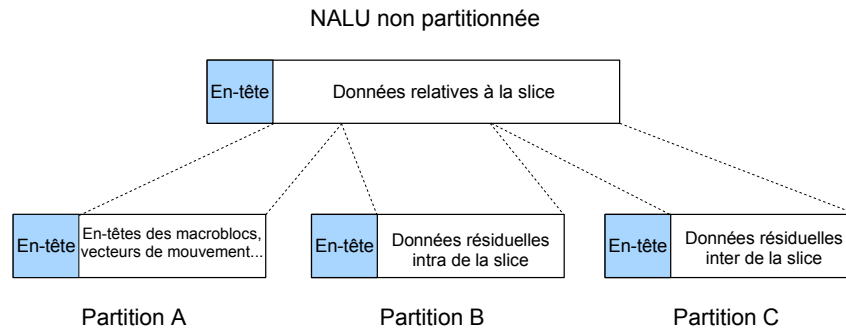 NALU non partitionnée
En-tête
Données relatives à la slice
En-tête
En-têtes des macroblocs,
vecteurs de mouvement...
En-tête
Données résiduelles
intra de la slice
En-tête
Données résiduelles
inter de la slice
Partition A
Partition B
Partition C